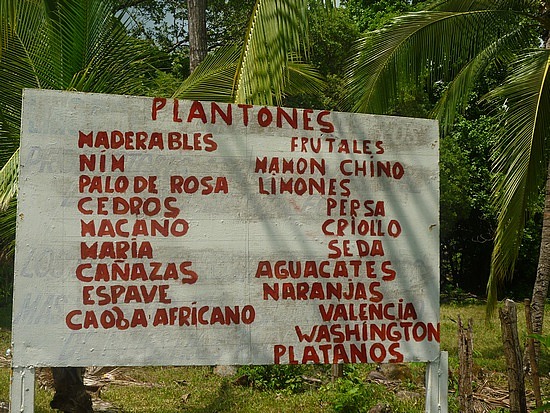 PLANTONES
MADERABLES
NIM
PALO DE ROSA
CEDROS
MACANO
MARIA
CAÑAZAS
ESPAVE
CAOBA AFRICANO
FRUTALES
MAMON CHINO
LIMONES
PERSA
CRIOLLO
SEDA
AGUACATES
NARANJAS
VALENCIA
WASHINGTON
PLATANOS